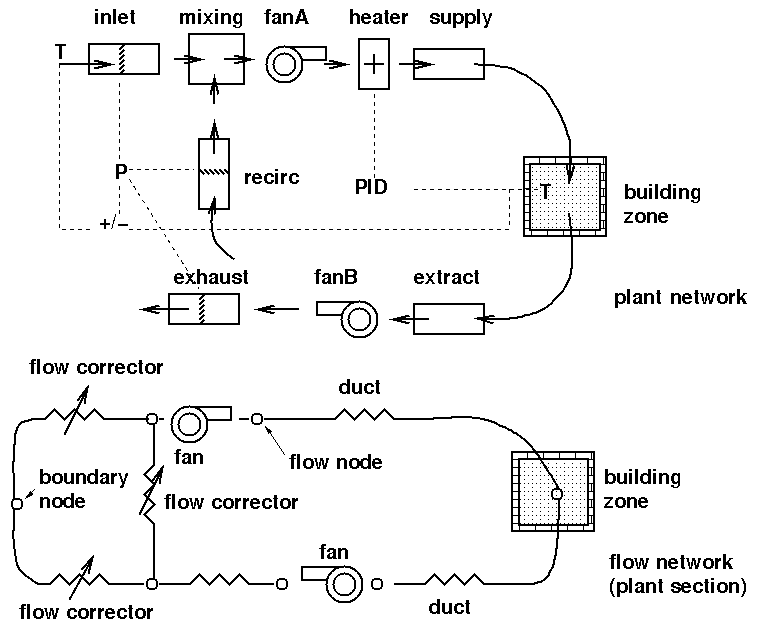 inlet mixing fanA heater supply
T
P
recirc
PID
T
building
zone
+/-
exhaust fanB extract
plant network
flow corrector
duct
fan
flow node
boundary
node
flow corrector
building
zone
fan
flow network
(plant section)
flow corrector
duct